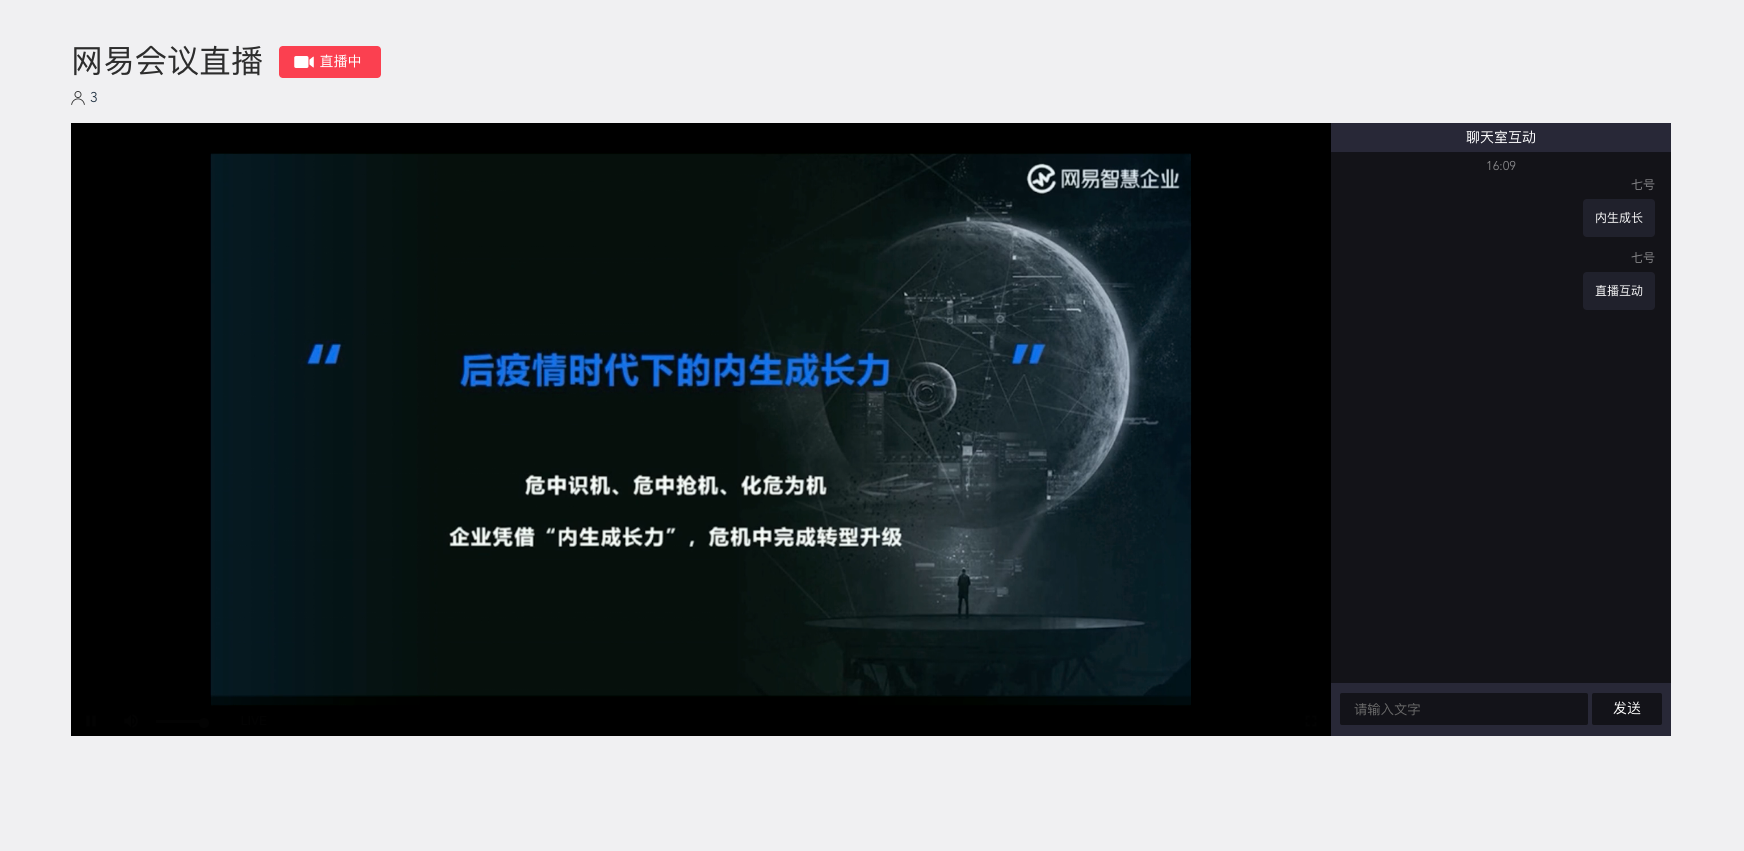 网易会议直播
直播中
3
网易智慧企业
“ 后疫情时代下的内生成长力 ”
危中识机、危中抢机、化危为机
企业凭借“内生成长力”，危机中完成转型升级
聊天室互动
16:09
七号
内生成长
七号
直播互动
请输入文字
发送